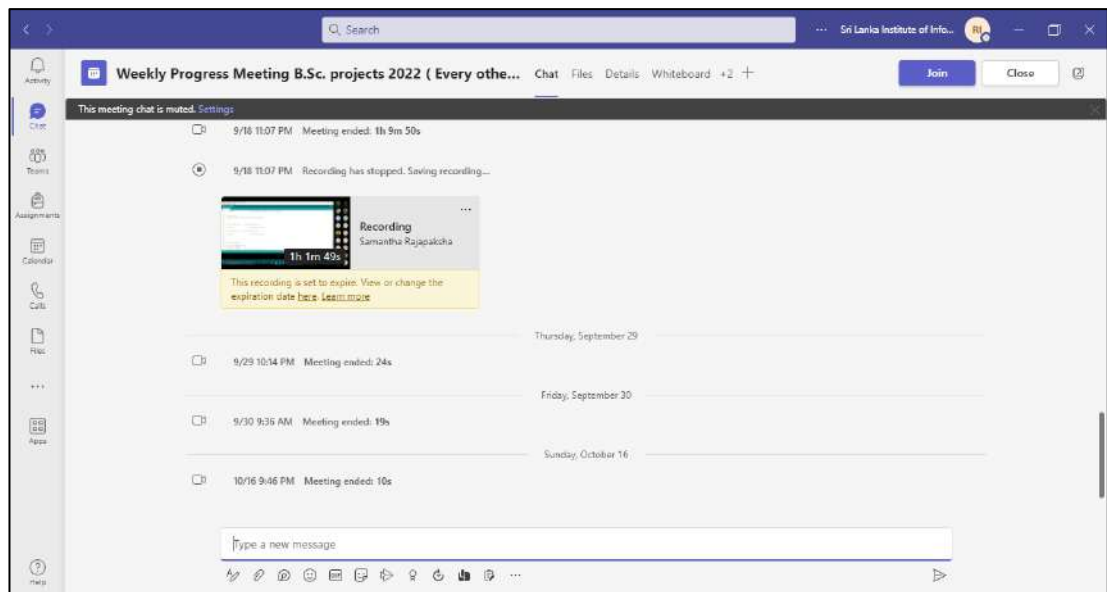 Search
Sri Lanka Institute of Info...
RI
Activity
Chat
Teams
Assignments
Calendar
Calls
Files
Apps
Help
Weekly Progress Meeting B.Sc. projects 2022 ( Every othe... Chat Files Details Whiteboard +2
Join
Close
This meeting chat is muted. Settings
9/18 11:07 PM Meeting ended: 1h 9m 50s
9/18 11:07 PM Recording has stopped. Saving recording...
Recording
Samantha Rajapaksha
1h 1m 49s
This recording is set to expire. View or change the
expiration date here. Learn more
Thursday, September 29
9/29 10:14 PM Meeting ended: 24s
Friday, September 30
9/30 9:36 AM Meeting ended: 19s
Sunday, October 16
10/16 9:46 PM Meeting ended: 10s
Type a new message